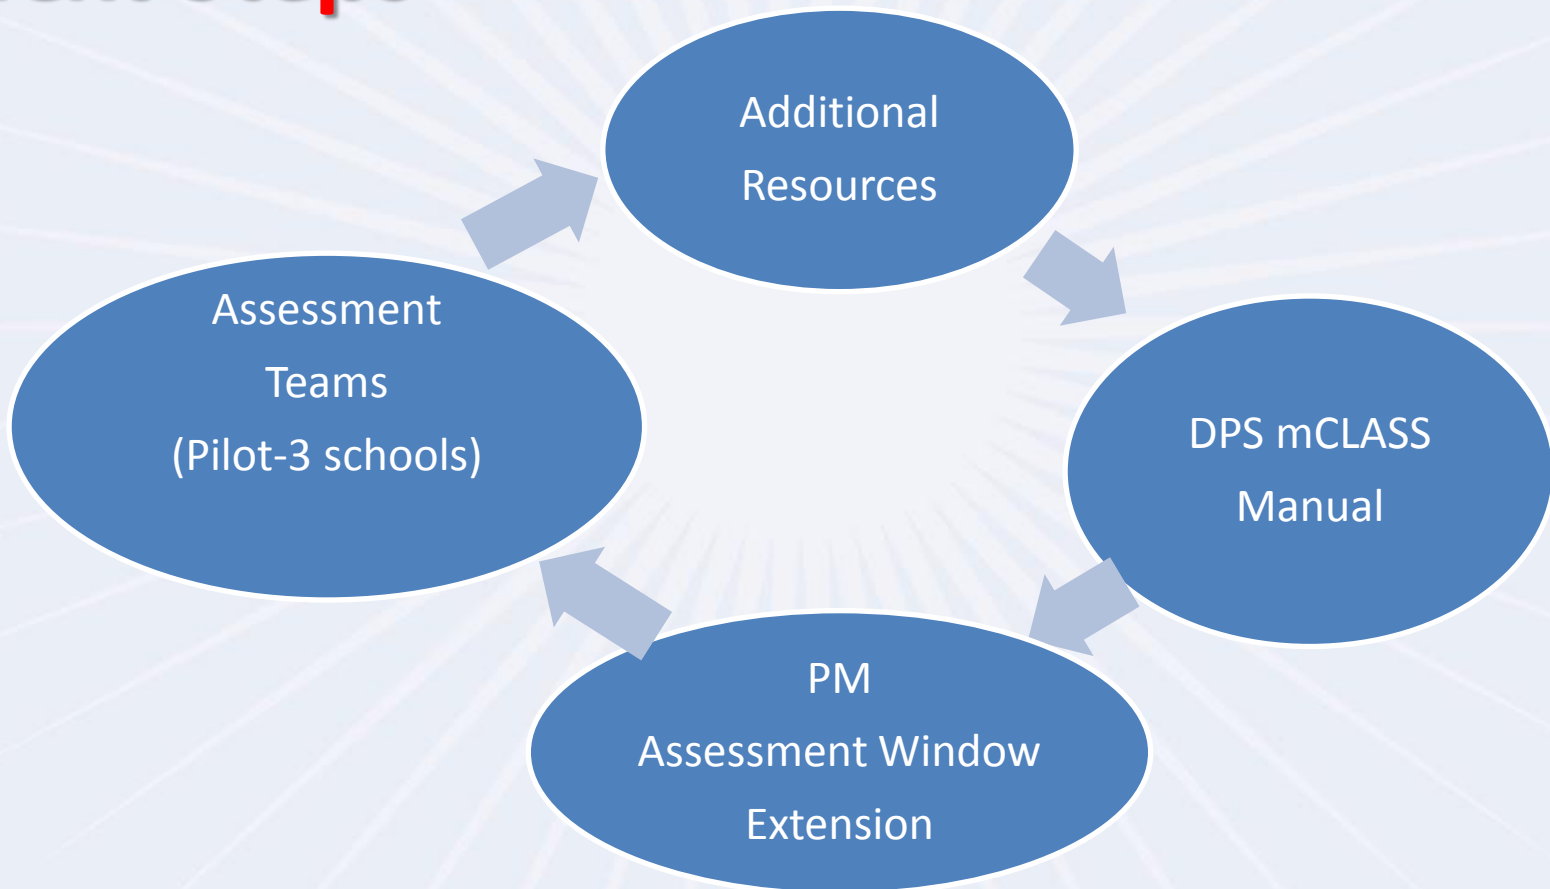 Additional
Resources
Assessment
Teams
(Pilot-3 schools)
DPS mCLASS
Manual
PM
Assessment Window
Extension